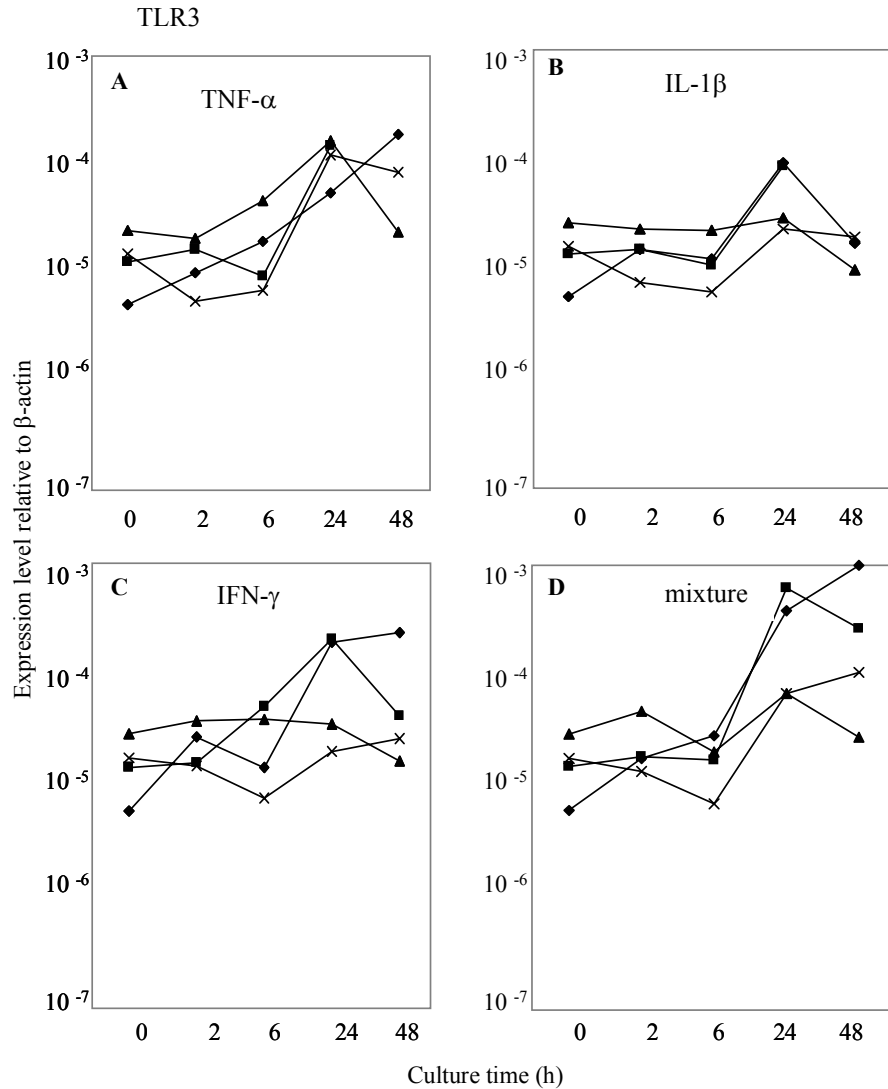 TLR3
10 -3
A
TNF-α
10 -4
10 -5
10 -6
10 -7
0 2 6 24 48
10 -3
B
IL-1β
10 -4
10 -5
10 -6
10 -7
0 2 6 24 48
Expression level relative to β-actin
10 -3
C
IFN-γ
10 -4
10 -5
10 -6
10 -7
0 2 6 24 48
10 -3
D
mixture
10 -4
10 -5
10 -6
10 -7
0 2 6 24 48
Culture time (h)